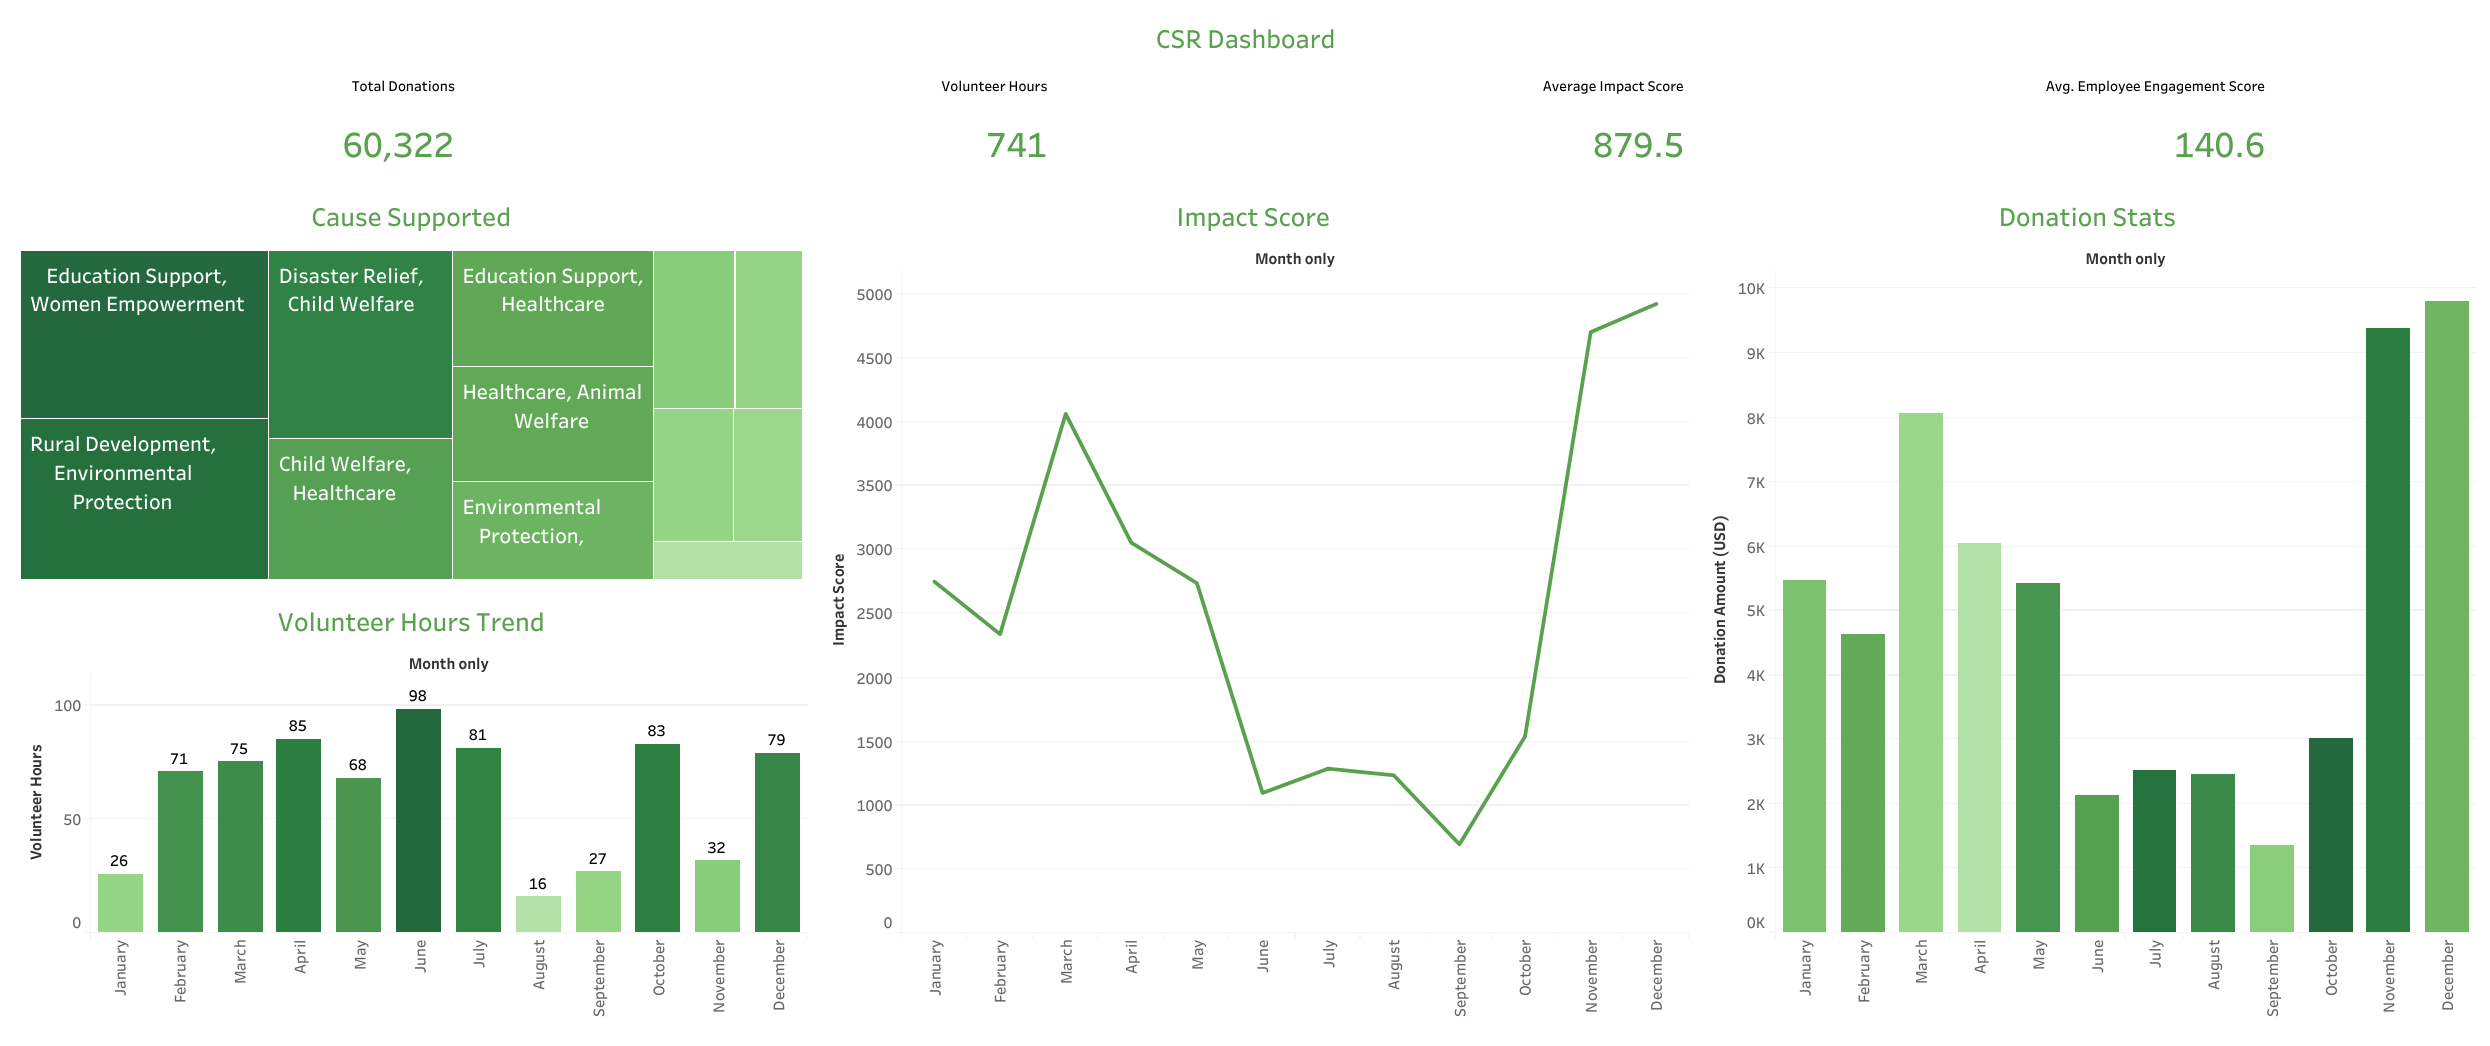 CSR Dashboard
Total Donations
60,322
Volunteer Hours
741
Average Impact Score
879.5
Avg. Employee Engagement Score
140.6
Cause Supported
Education Support,
Women Empowerment
Rural Development,
Environmental
Protection
Disaster Relief,
Child Welfare
Child Welfare,
Healthcare
Education Support,
Healthcare
Healthcare, Animal
Welfare
Environmental
Protection,
Volunteer Hours Trend
Month only
Volunteer Hours
100
50
0
26
71
75
85
68
98
81
16
27
83
32
79
January
February
March
April
May
June
July
August
September
October
November
December
Impact Score
Month only
Impact Score
5000
4500
4000
3500
3000
2500
2000
1500
1000
500
0
January
February
March
April
May
June
July
August
September
October
November
December
Donation Stats
Month only
Donation Amount (USD)
10K
9K
8K
7K
6K
5K
4K
3K
2K
1K
0K
January
February
March
April
May
June
July
August
September
October
November
December